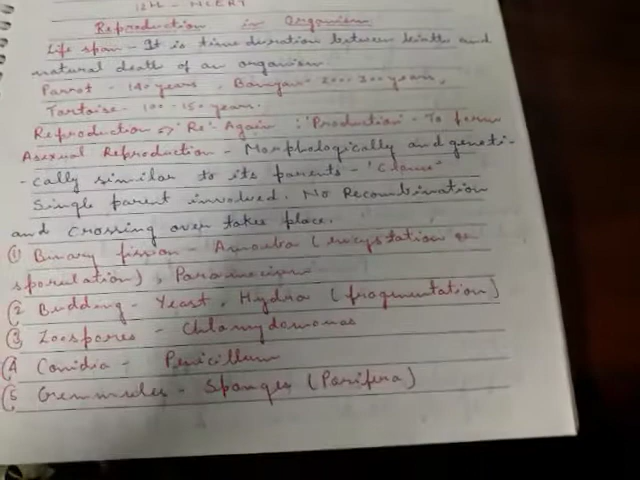 12th - NCERT
Reproduction in Organism
Life span - It is time duration between birth and
natural death of an organism
Parrot - 140 years, Banyan - 200-300 years,
Tortoise - 100-150 years.
Reproduction => 'Re'- Again : 'Production' - To form
Asexual Reproduction - Morphologically and geneti-
-cally similar to its parents - 'Clone'
Single parent involved. No Recombination
and crossing over takes place.
① Binary fission - Amoeba (encystation &
sporulation), Paramecium
② Budding - Yeast, Hydra (fragmentation)
③ Zoospores - Chlamydomonas
④ Conidia - Penicillum
⑤ Gemmules - Sponges (Porifera)